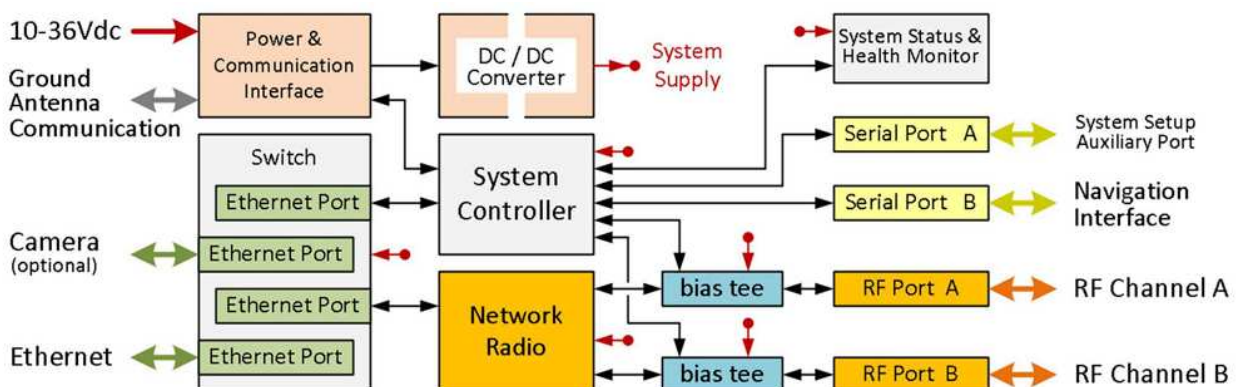 10-36Vdc
Ground
Antenna
Communication
Power &
Communication
Interface
DC / DC
Converter
System
Supply
System Status &
Health Monitor
Switch
Ethernet Port
Ethernet Port
Ethernet Port
Ethernet Port
Camera
(optional)
Ethernet
System
Controller
Network
Radio
Serial Port A
System Setup
Auxiliary Port
Serial Port B
Navigation
Interface
bias tee
RF Port A
RF Channel A
bias tee
RF Port B
RF Channel B